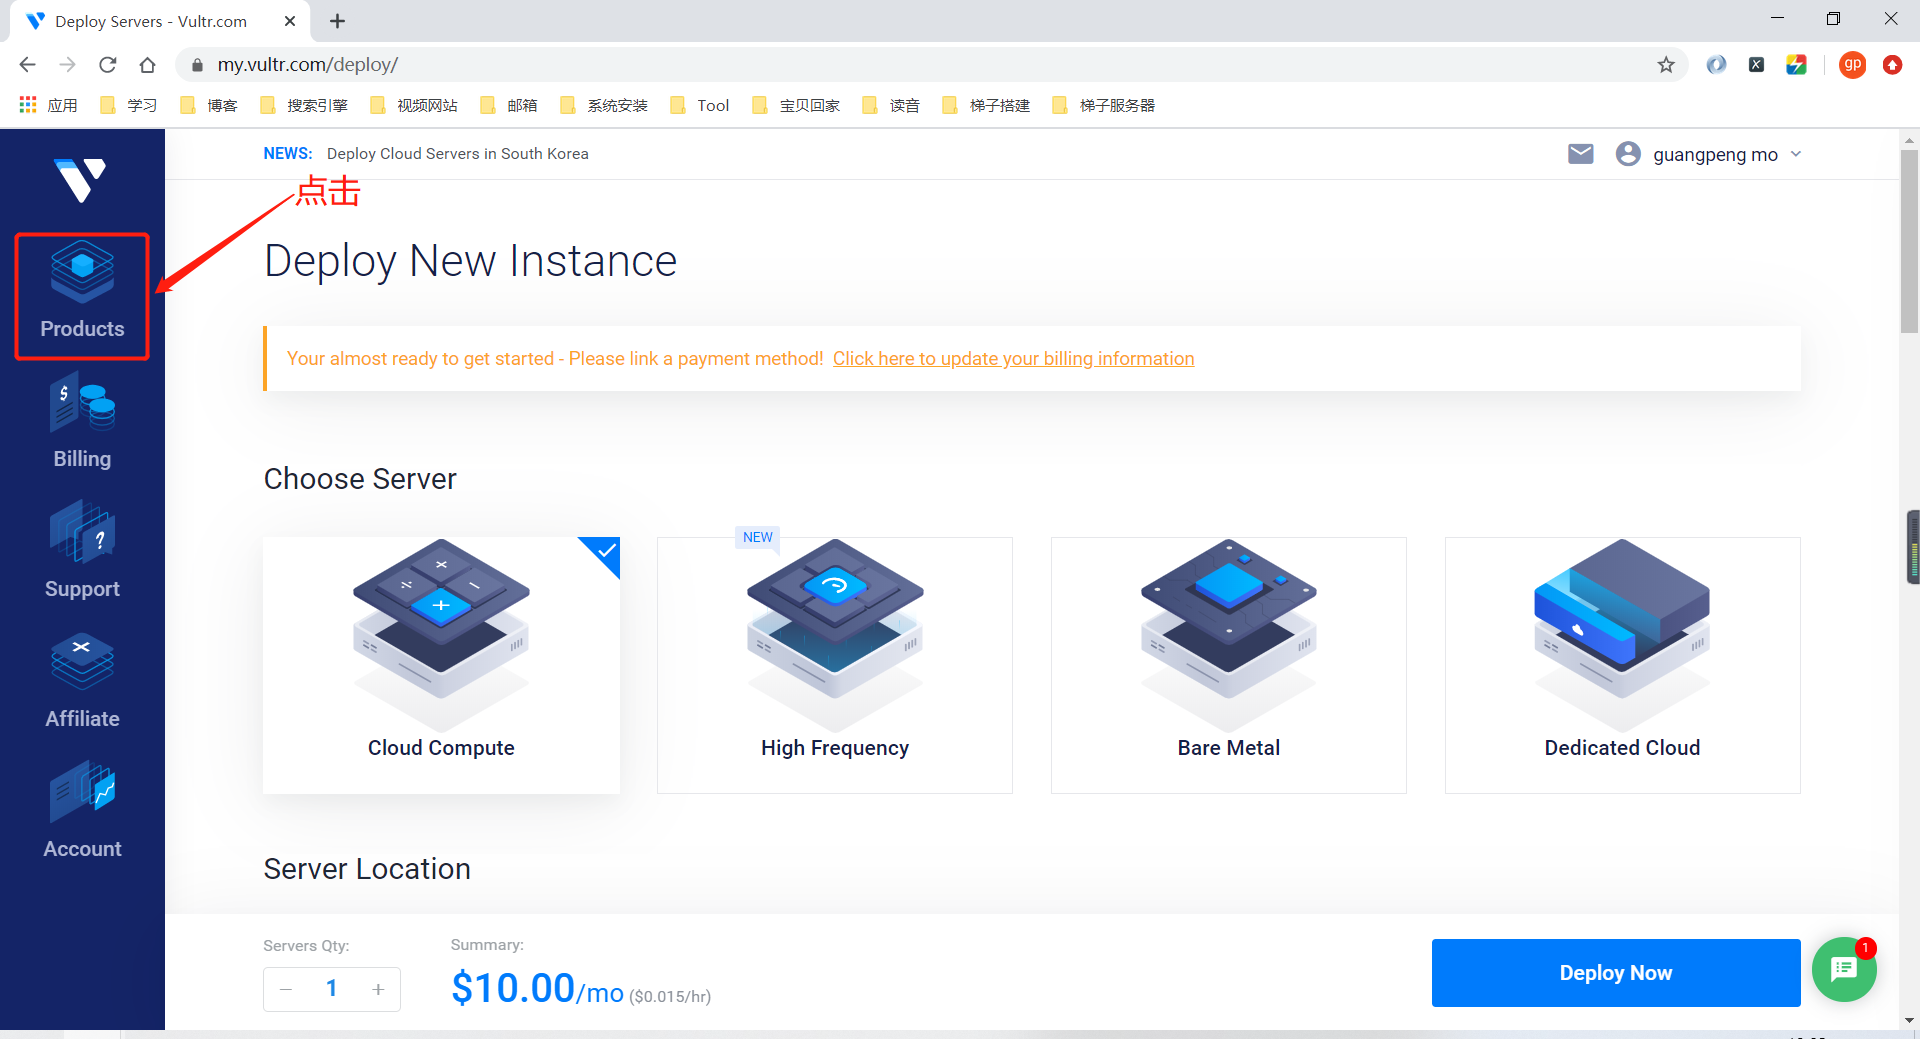 Deploy Servers - Vultr.com
my.vultr.com/deploy/
gp
应用 学习 博客 搜索引擎 视频网站 邮箱 系统安装 Tool 宝贝回家 读音 梯子搭建 梯子服务器
NEWS: Deploy Cloud Servers in South Korea
guangpeng mo
点击
Products
Billing
Support
Affiliate
Account
Deploy New Instance
Your almost ready to get started - Please link a payment method! Click here to update your billing information
Choose Server
NEW
Cloud Compute
High Frequency
Bare Metal
Dedicated Cloud
Server Location
Servers Qty:
1
Summary:
$10.00/mo ($0.015/hr)
Deploy Now
1